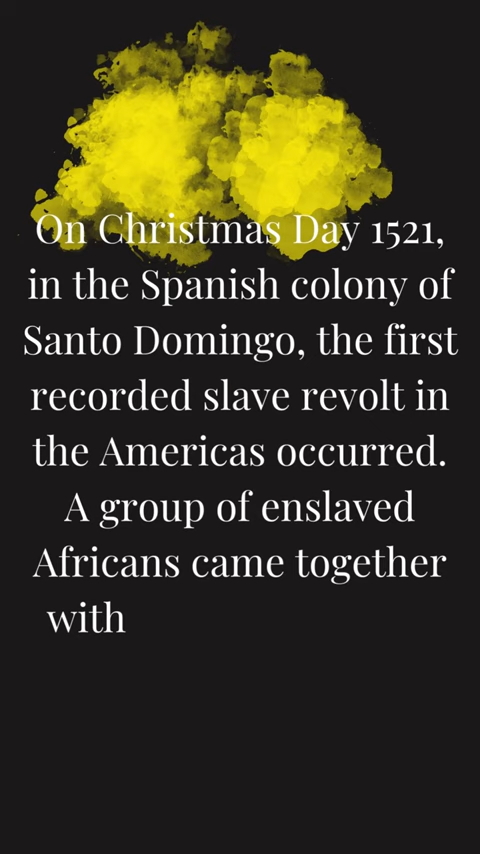 On Christmas Day 1521,
in the Spanish colony of
Santo Domingo, the first
recorded slave revolt in
the Americas occurred.
A group of enslaved
Africans came together
with